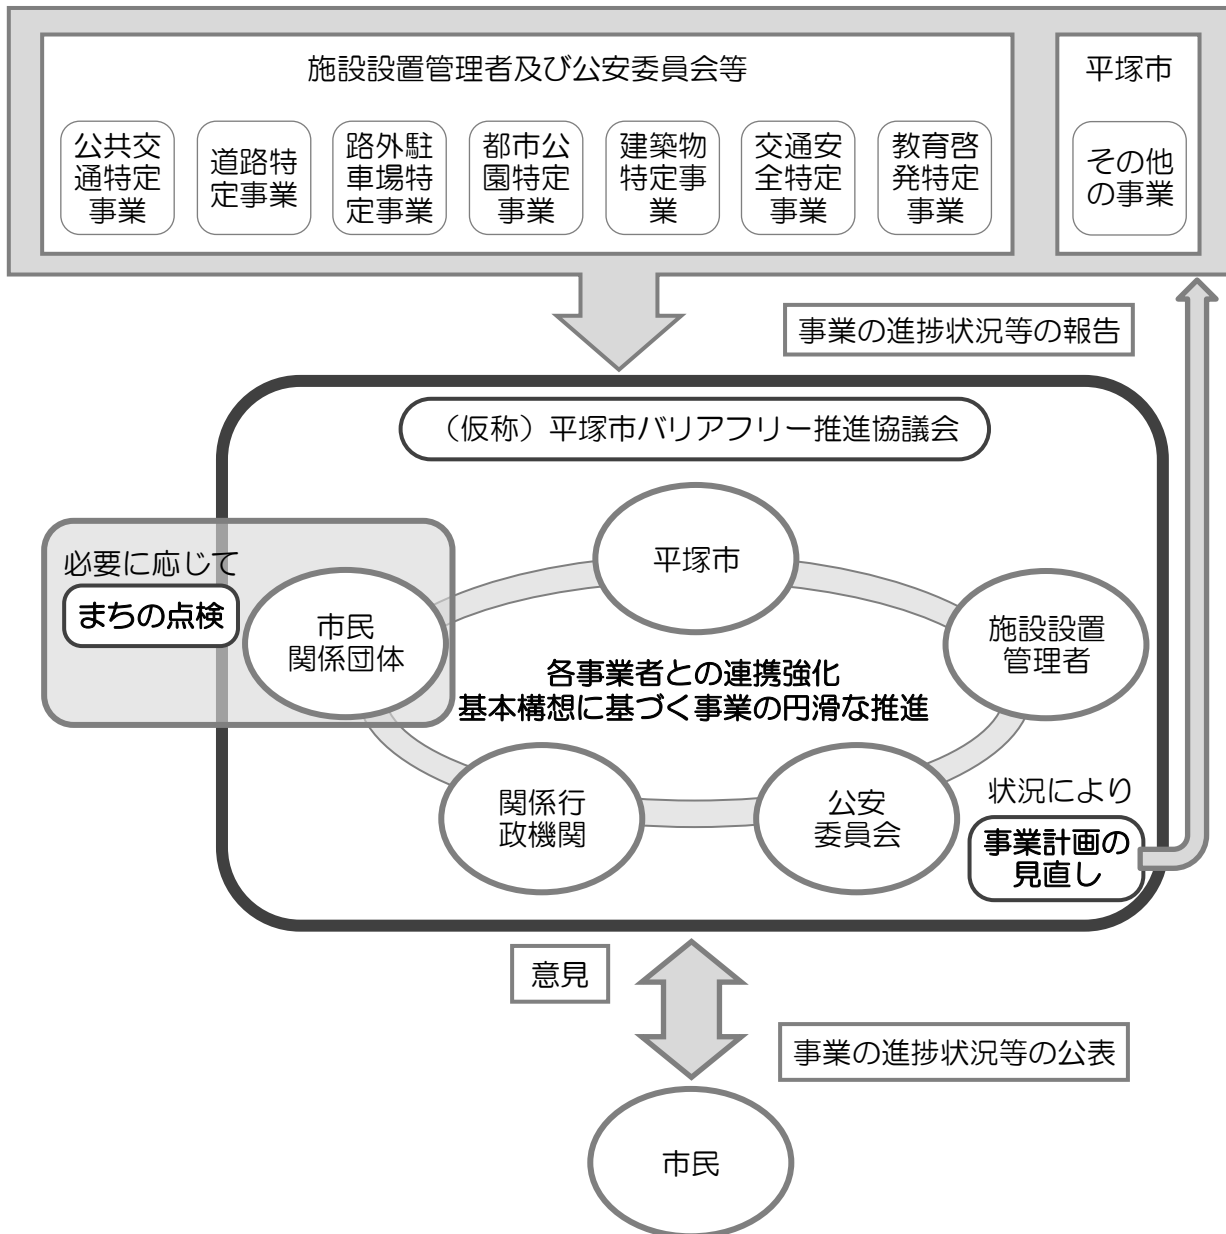 施設設置管理者及び公安委員会等
公共交
通特定
事業
道路特
定事業
路外駐
車場特
定事業
都市公
園特定
事業
建築物
特定事
業
交通安
全特定
事業
教育啓
発特定
事業
平塚市
その他
の事業
事業の進捗状況等の報告
（仮称）平塚市バリアフリー推進協議会
平塚市
必要に応じて
まちの点検
市民
関係団体
施設設置
管理者
各事業者との連携強化
基本構想に基づく事業の円滑な推進
関係行
政機関
公安
委員会
状況により
事業計画の
見直し
意見
事業の進捗状況等の公表
市民